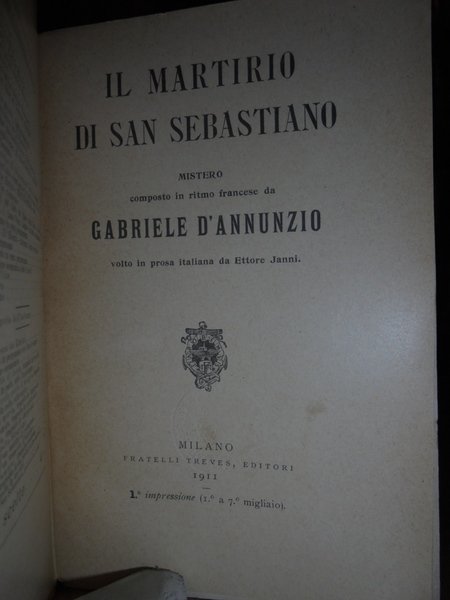 IL MARTIRIO
DI SAN SEBASTIANO
MISTERO
composto in ritmo francese da
GABRIELE D'ANNUNZIO
volto in prosa italiana da Ettore Janni.
MILANO
FRATELLI TREVES, EDITORI
1911
1.ª impressione (1.º a 7.º migliaio).